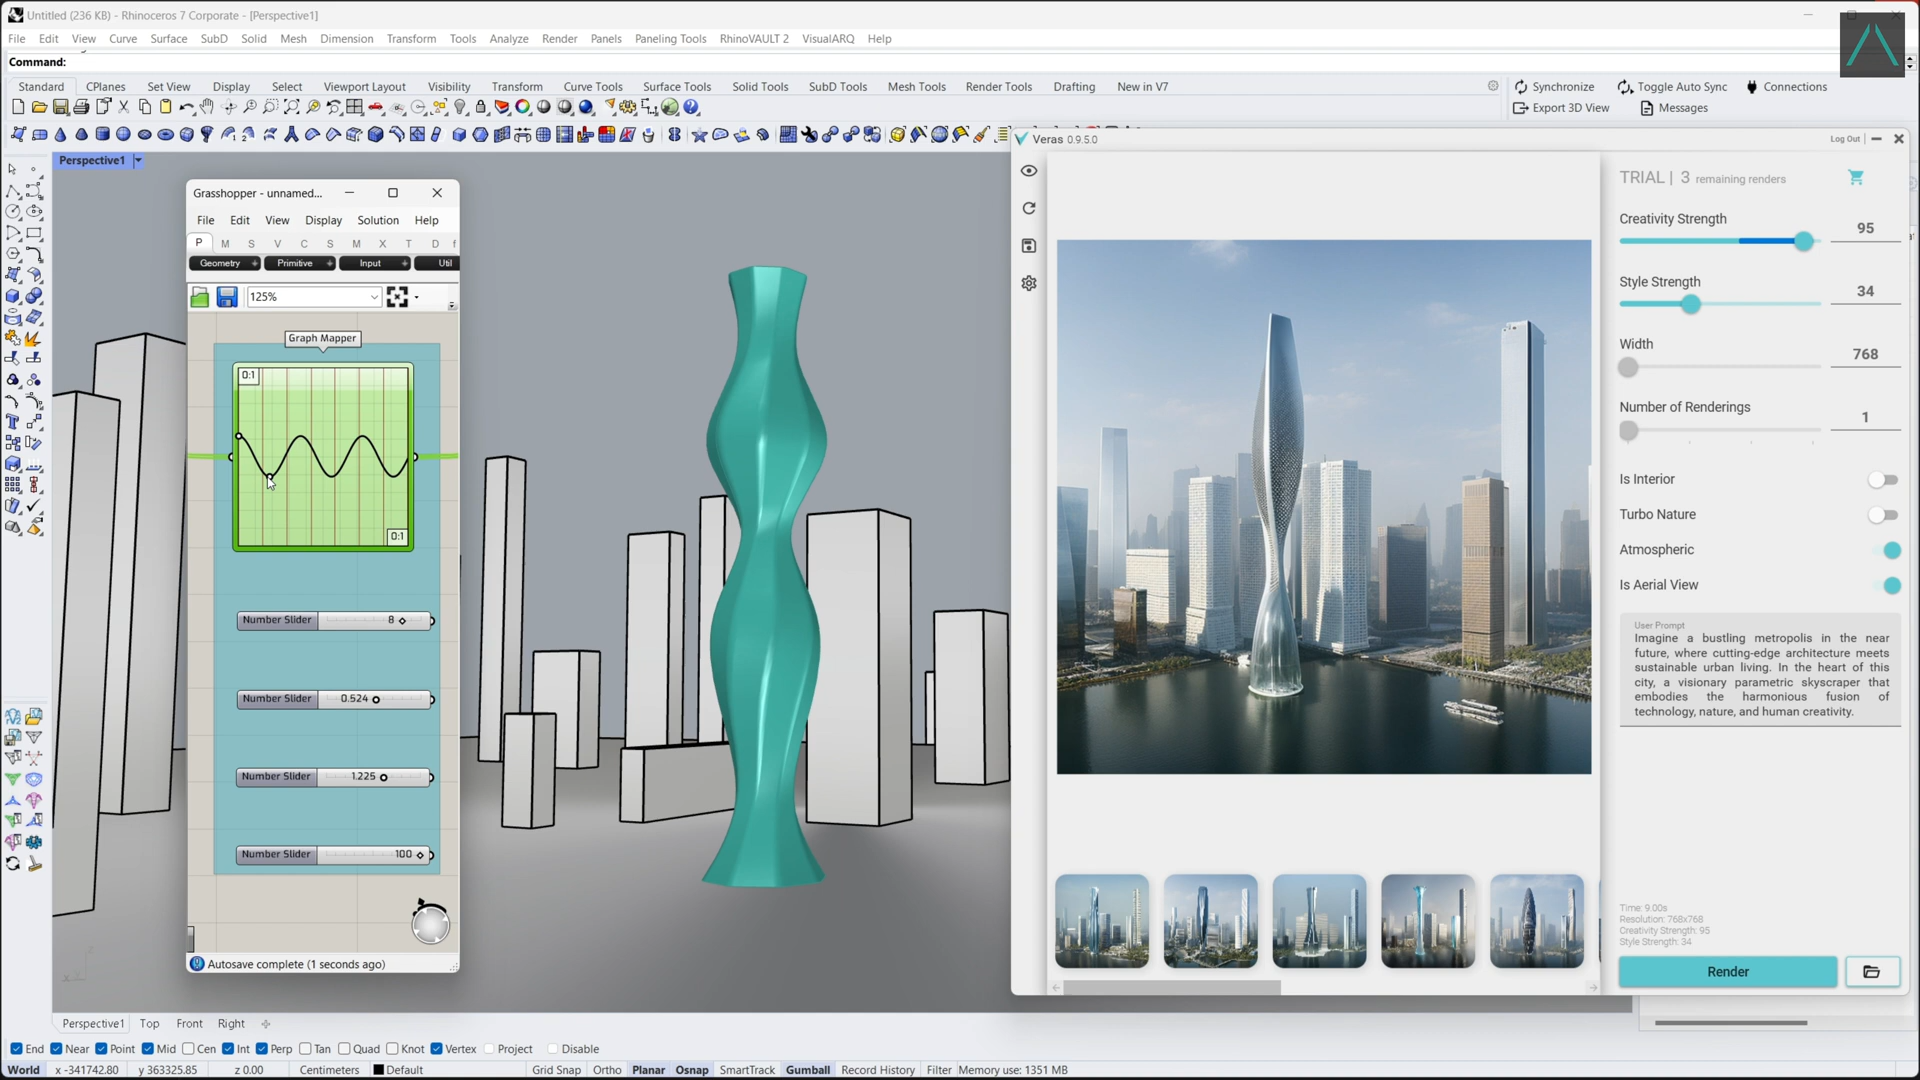 Untitled (236 KB) - Rhinoceros 7 Corporate - [Perspective1]
File Edit View Curve Surface SubD Solid Mesh Dimension Transform Tools Analyze Render Panels Paneling Tools RhinoVAULT 2 VisualARQ Help
Command:
Standard CPlanes Set View Display Select Viewport Layout Visibility Transform Curve Tools Surface Tools Solid Tools SubD Tools Mesh Tools Render Tools Drafting New in V7
Synchronize Toggle Auto Sync Connections
Export 3D View Messages
Perspective1
Grasshopper - unnamed...
File Edit View Display Solution Help
P M S V C S M X T D f
Geometry Primitive Input Util
125%
Graph Mapper
0:1
0:1
Number Slider 8
Number Slider 0.524
Number Slider 1.225
Number Slider 100
Autosave complete (1 seconds ago)
Veras 0.9.5.0
Log Out
TRIAL | 3 remaining renders
Creativity Strength
95
Style Strength
34
Width
768
Number of Renderings
1
Is Interior
Turbo Nature
Atmospheric
Is Aerial View
User Prompt
Imagine a bustling metropolis in the near
future, where cutting-edge architecture meets
sustainable urban living. In the heart of this
city, a visionary parametric skyscraper that
embodies the harmonious fusion of
technology, nature, and human creativity.
Time: 9.00s
Resolution: 768x768
Creativity Strength: 95
Style Strength: 34
Render
Perspective1 Top Front Right
End Near Point Mid Cen Int Perp Tan Quad Knot Vertex Project Disable
World x -341742.80 y 363325.85 z 0.00 Centimeters Default Grid Snap Ortho Planar Osnap SmartTrack Gumball Record History Filter Memory use: 1351 MB